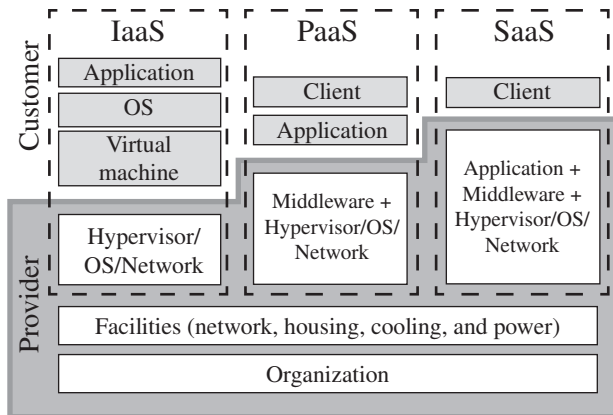 IaaS
PaaS
SaaS
Customer
Application
OS
Virtual
machine
Client
Application
Client
Provider
Hypervisor/
OS/Network
Middleware +
Hypervisor/OS/
Network
Application +
Middleware +
Hypervisor/OS/
Network
Facilities (network, housing, cooling, and power)
Organization